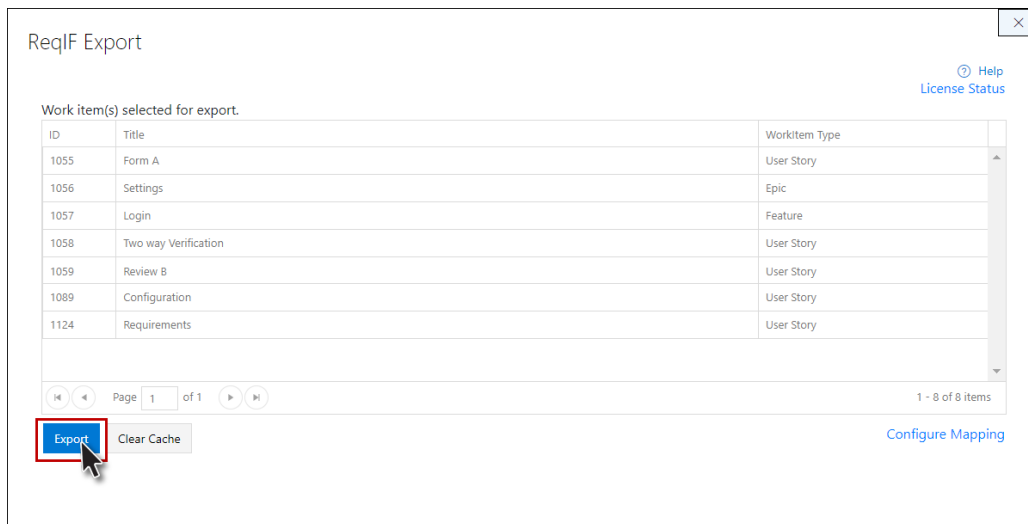 ReqIF Export
Help
License Status
Work item(s) selected for export.
ID Title WorkItem Type
1055 Form A User Story
1056 Settings Epic
1057 Login Feature
1058 Two way Verification User Story
1059 Review B User Story
1089 Configuration User Story
1124 Requirements User Story
Page 1 of 1 1 - 8 of 8 items
Export Clear Cache Configure Mapping